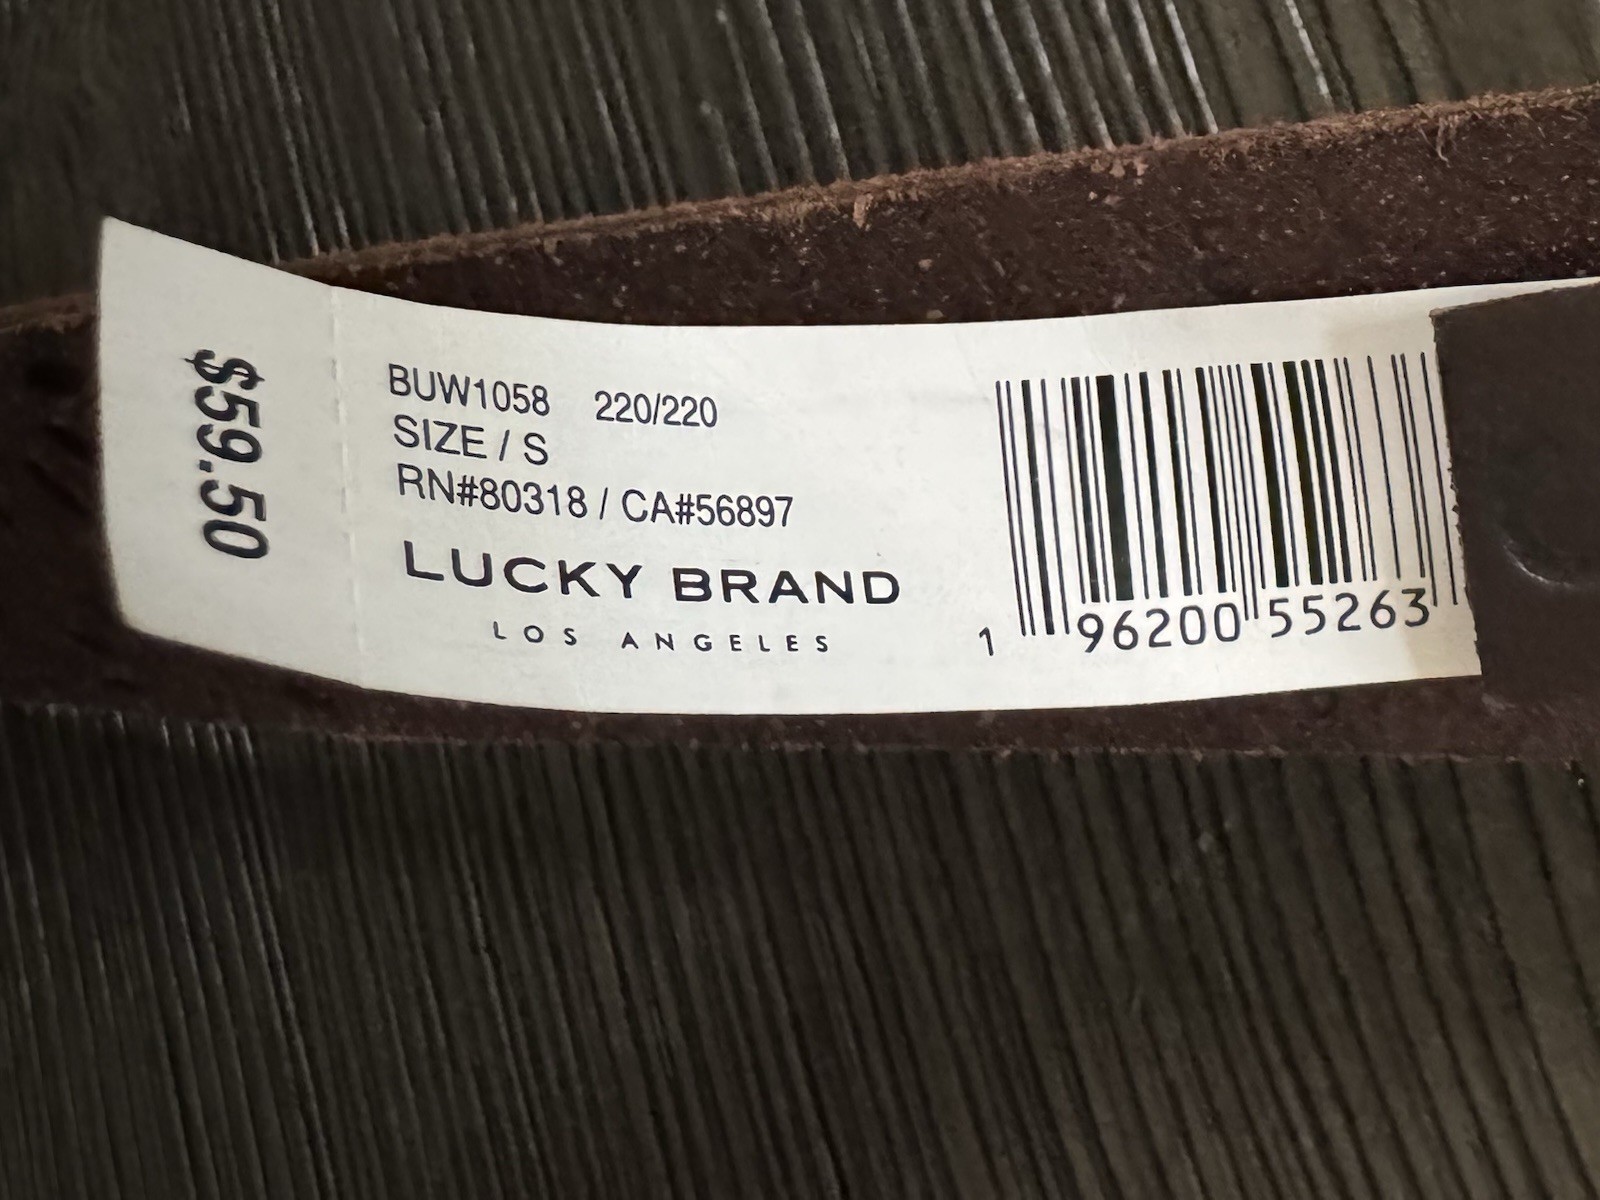 $59.50
BUW1058 220/220
SIZE / S
RN#80318 / CA#56897
LUCKY BRAND
LOS ANGELES
1 96200 55263